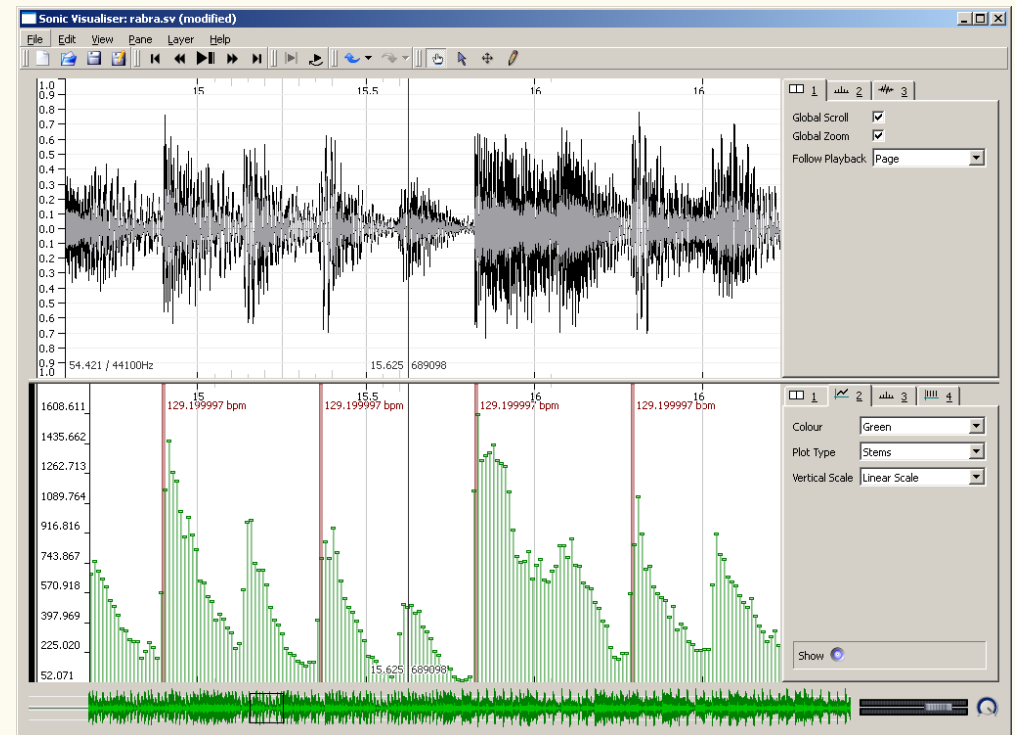 Sonic Visualiser: rabra.sv (modified)
File Edit View Pane Layer Help
1.0
0.9
0.8
0.7
0.6
0.5
0.4
0.3
0.2
0.1
0.0
0.1
0.2
0.3
0.4
0.5
0.6
0.7
0.8
0.9
1.0
15 15.5 16 16.
54.421 / 44100Hz
15.625 689098
1 2 3
Global Scroll
Global Zoom
Follow Playback Page
15 15.5 16 16.
129.199997 bpm 129.199997 bpm 129.199997 bpm 129.199997 bpm
1608.611
1435.662
1262.713
1089.764
916.816
743.867
570.918
397.969
225.020
52.071
15.625 689098
1 2 3 4
Colour Green
Plot Type Stems
Vertical Scale Linear Scale
Show